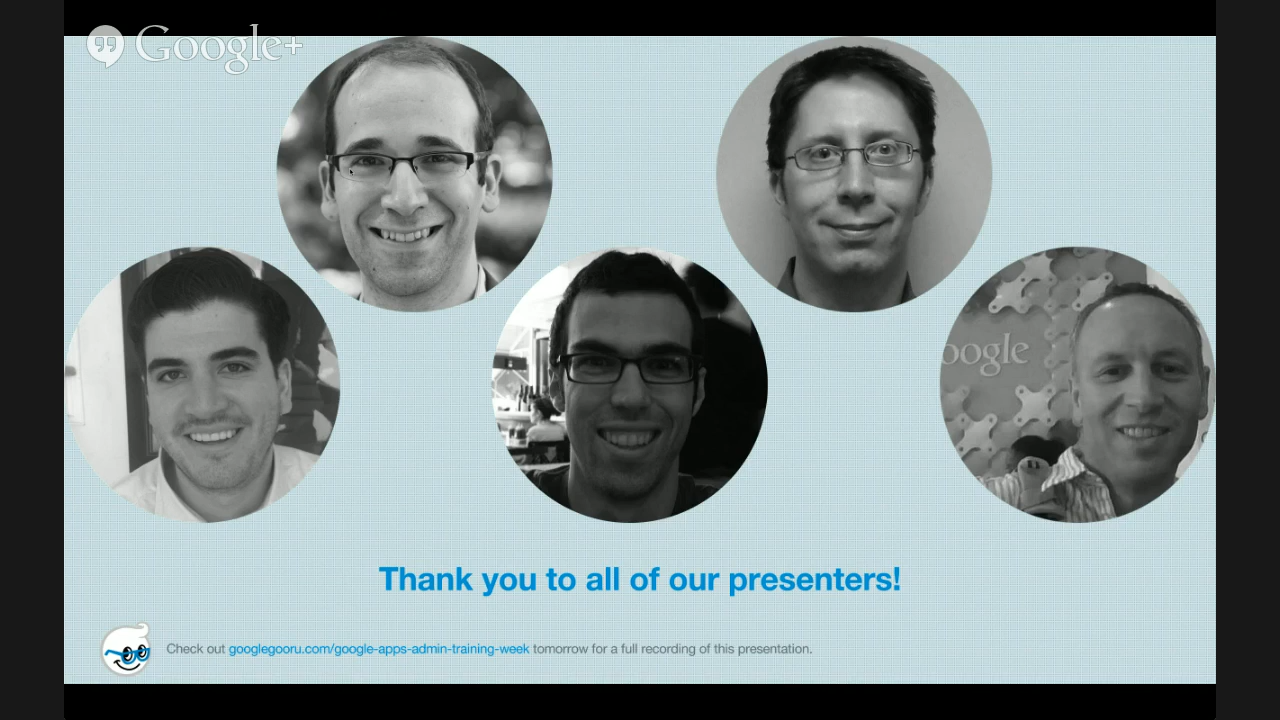 Google+
oogle
Thank you to all of our presenters!
Check out googlegooru.com/google-apps-admin-training-week tomorrow for a full recording of this presentation.